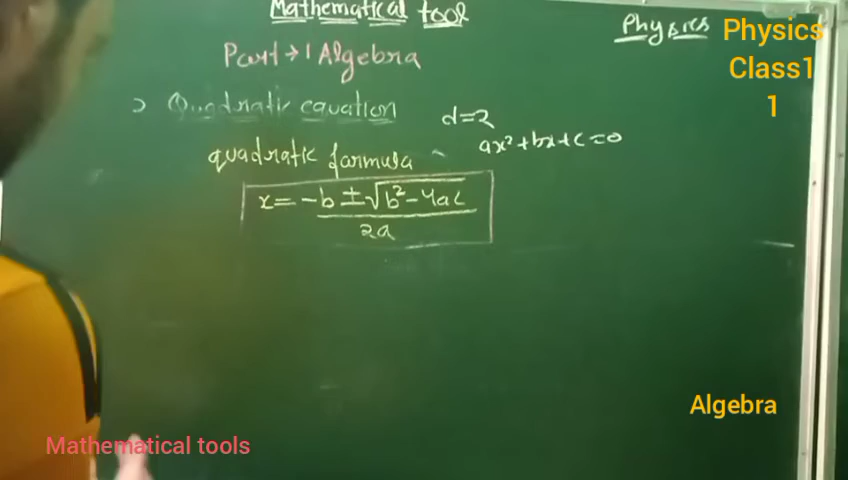 Mathematical tool
Physics
Physics
Class1
1
Part → 1 Algebra
Quadratic equation
d=2
ax²+bx+c=0
quadratic formula -
x = -b ± √b² - 4ac
2a
Algebra
Mathematical tools